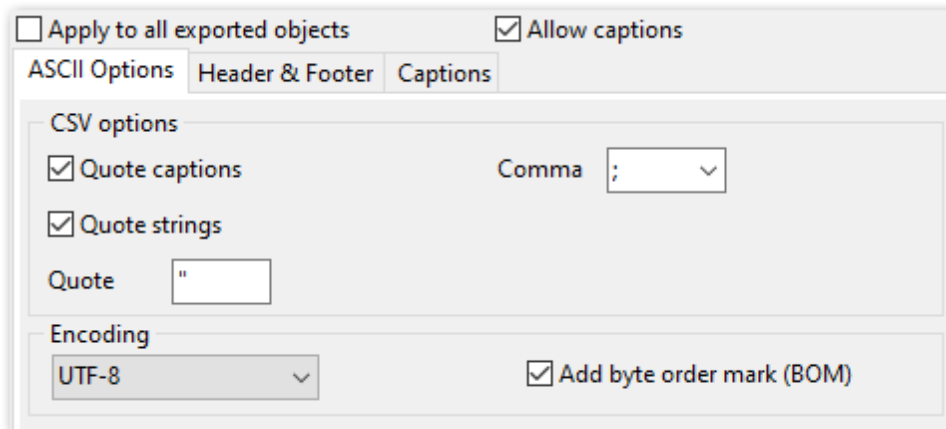 Apply to all exported objects Allow captions
ASCII Options Header & Footer Captions
CSV options
Quote captions Comma ;
Quote strings
Quote "
Encoding
UTF-8 Add byte order mark (BOM)